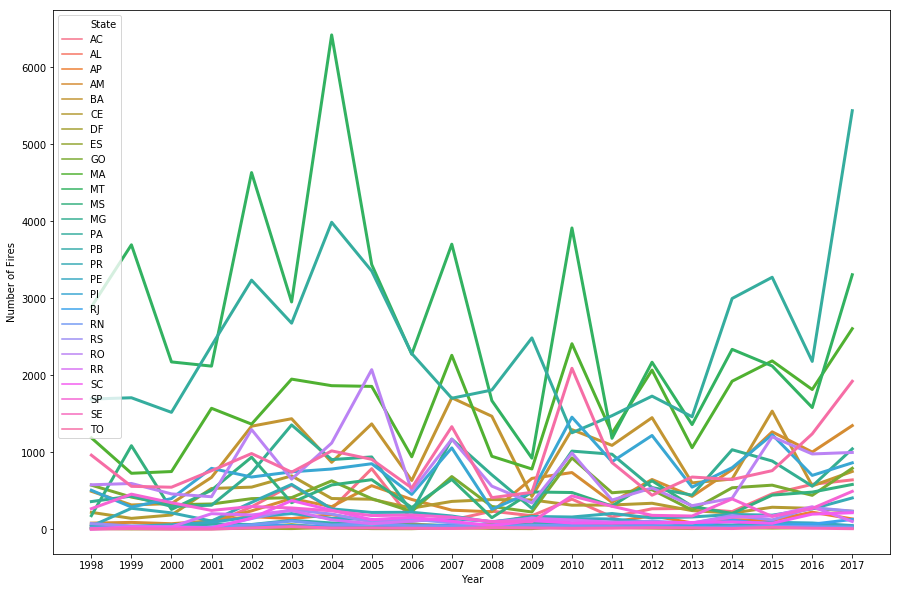 State
AC
AL
AP
AM
BA
CE
DF
ES
GO
MA
MT
MS
MG
PA
PB
PR
PE
PI
RJ
RN
RS
RO
RR
SC
SP
SE
TO
6000
5000
4000
3000
2000
1000
0
Number of Fires
1998 1999 2000 2001 2002 2003 2004 2005 2006 2007 2008 2009 2010 2011 2012 2013 2014 2015 2016 2017
Year